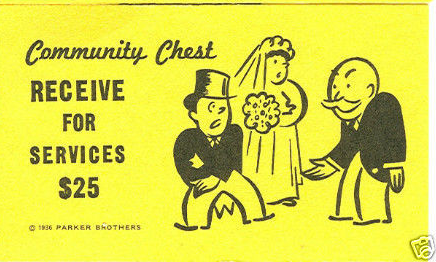 Community Chest
RECEIVE
FOR
SERVICES
$25
© 1936 PARKER BROTHERS